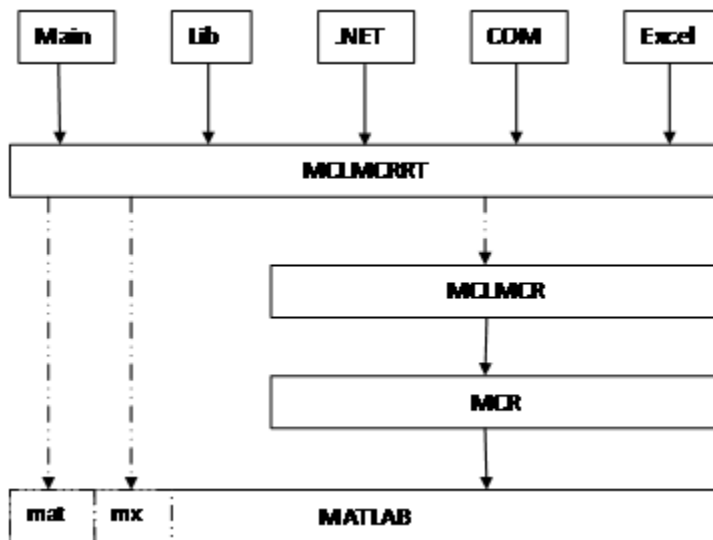 Main Lib .NET COM Excel
MCLMCRRT
MCLMCR
MCR
mat mx MATLAB